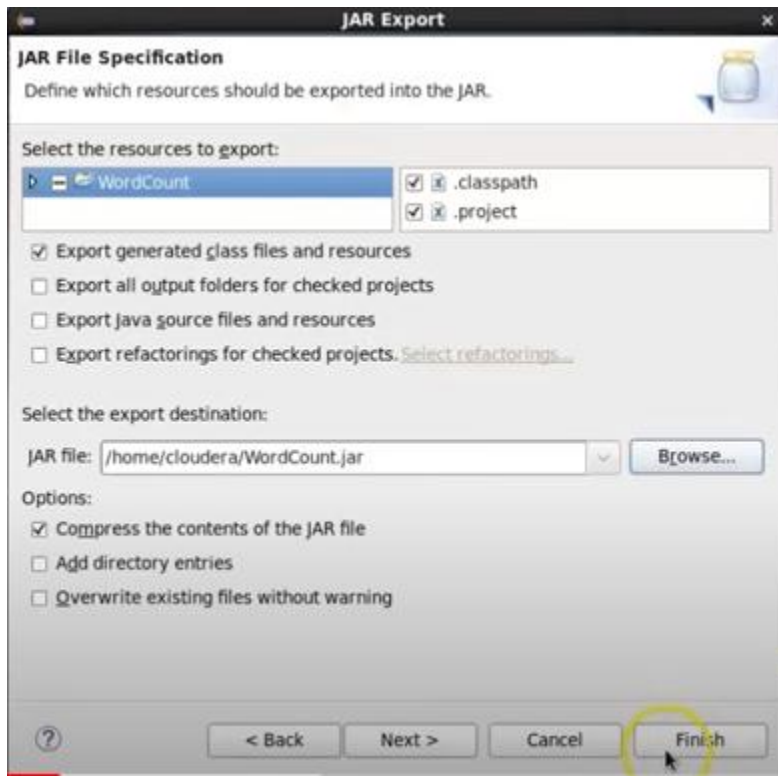 JAR Export
JAR File Specification
Define which resources should be exported into the JAR.
Select the resources to export:
WordCount
.classpath
.project
Export generated class files and resources
Export all output folders for checked projects
Export Java source files and resources
Export refactorings for checked projects. Select refactorings...
Select the export destination:
JAR file: /home/cloudera/WordCount.jar Browse...
Options:
Compress the contents of the JAR file
Add directory entries
Overwrite existing files without warning
? < Back Next > Cancel Finish